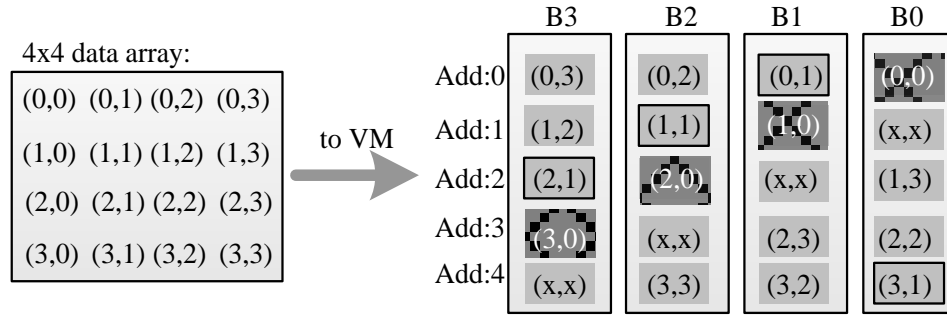 B3 B2 B1 B0
4x4 data array:
Add:0 (0,3) (0,2) (0,1) (0,0)
(0,0) (0,1) (0,2) (0,3)
Add:1 (1,2) (1,1) (1,0) (x,x)
to VM
(1,0) (1,1) (1,2) (1,3)
Add:2 (2,1) (2,0) (x,x) (1,3)
(2,0) (2,1) (2,2) (2,3)
Add:3 (3,0) (x,x) (2,3) (2,2)
(3,0) (3,1) (3,2) (3,3)
Add:4 (x,x) (3,3) (3,2) (3,1)